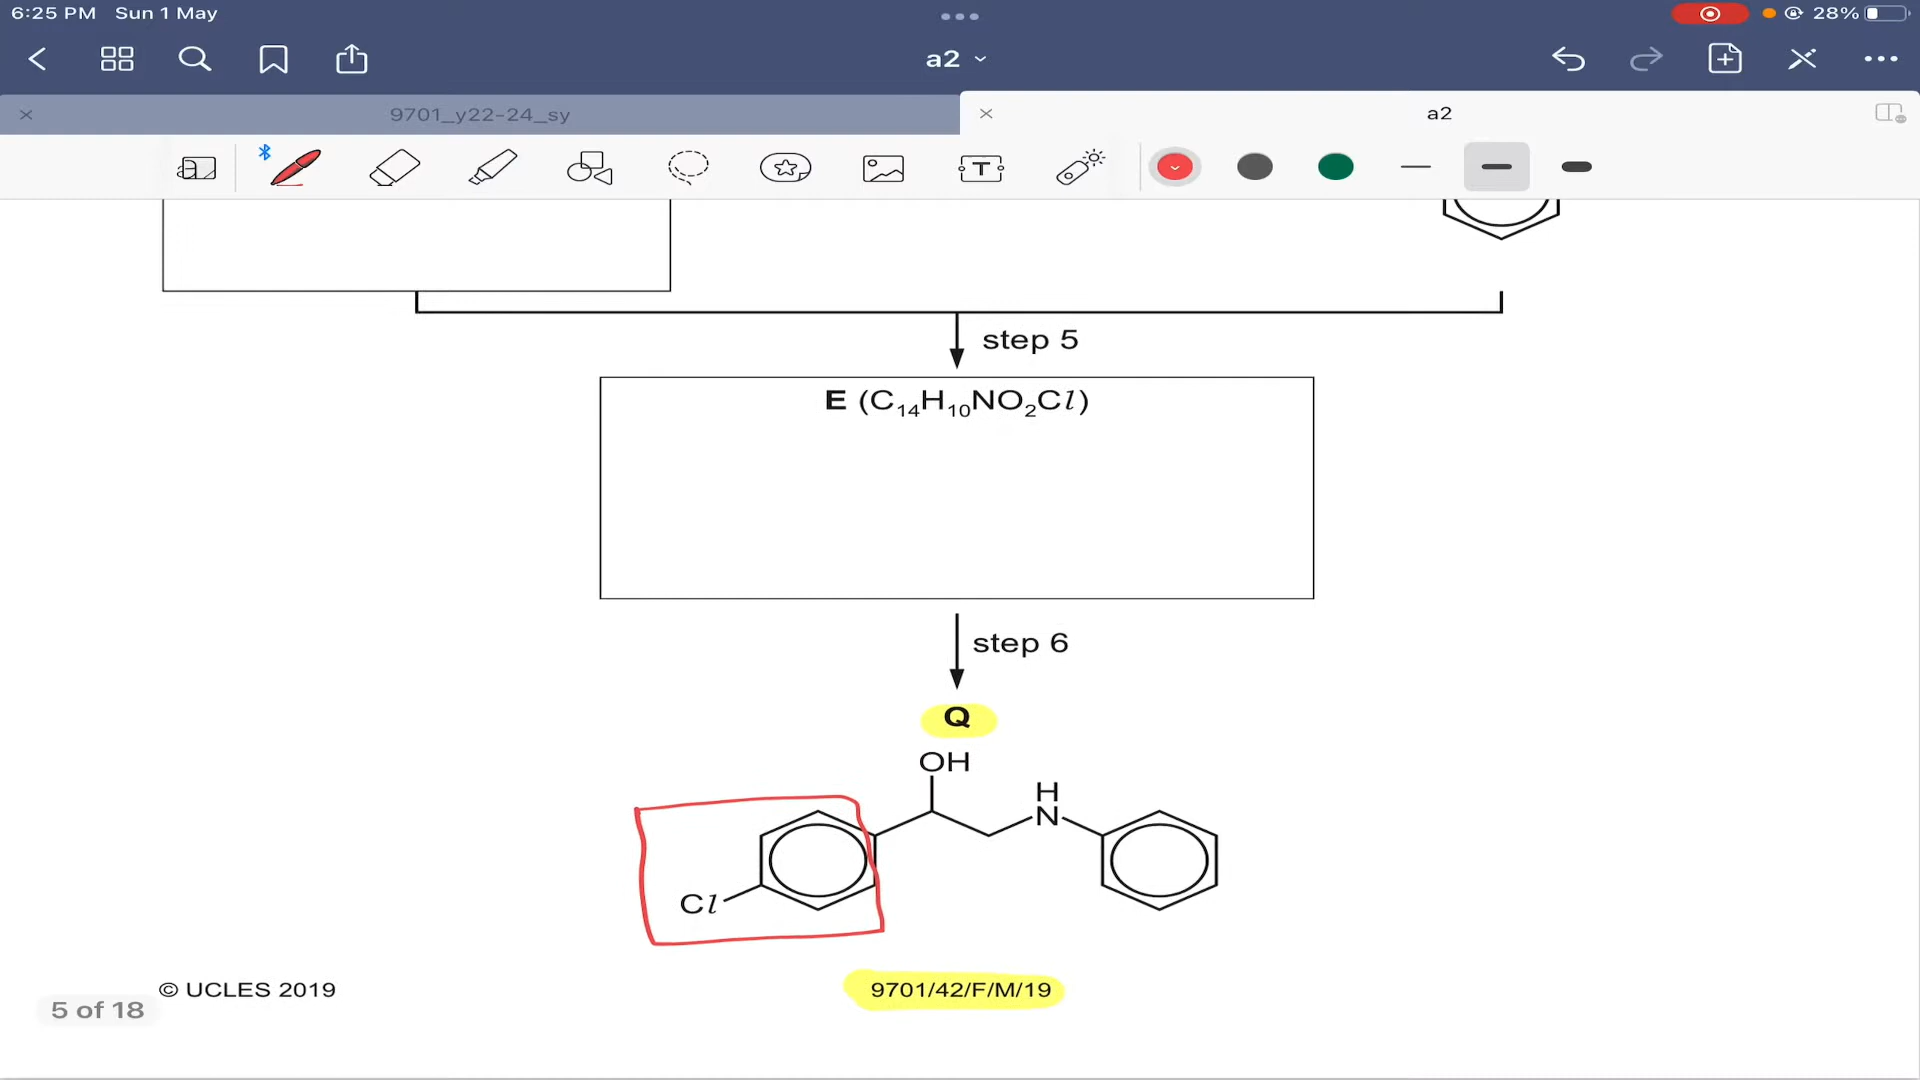 6:25 PM Sun 1 May
28%
a2
9701_y22-24_sy
a2
a
T
step 5
E (C₁₄H₁₀NO₂Cl)
step 6
Q
OH
H
N
Cl
© UCLES 2019
9701/42/F/M/19
5 of 18